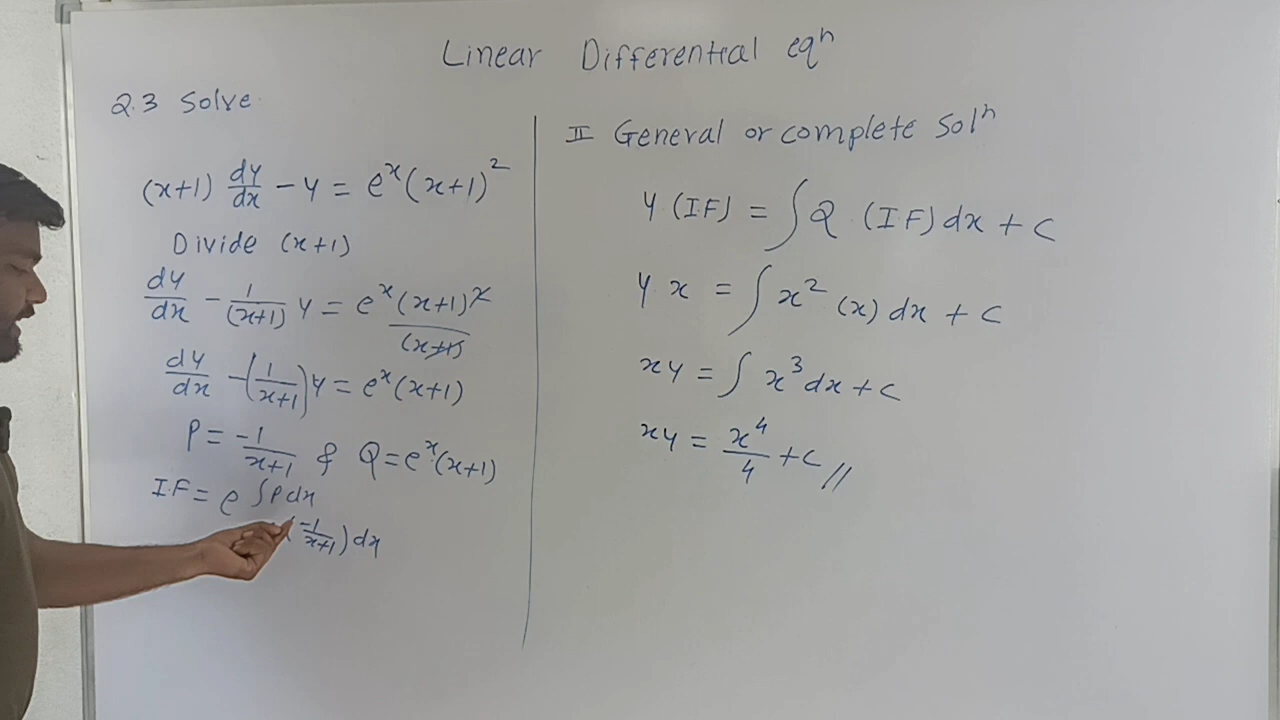 Linear Differential eqⁿ
Q.3 Solve
(x+1) dy/dx - y = eˣ(x+1)²
Divide (x+1)
dy/dx - 1/(x+1) y = eˣ(x+1)²/(x+1)
dy/dx - (1/x+1) y = eˣ(x+1)
P = -1/x+1 & Q = eˣ(x+1)
I.F = e ∫P dx
(-1/x+1) dx
II General or complete Solⁿ
y (IF) = ∫Q · (IF) dx + c
y x = ∫ x² (x) dx + c
xy = ∫ x³ dx + c
xy = x⁴/4 + c //